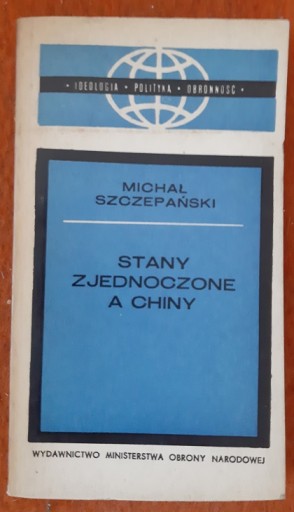 • IDEOLOGIA • POLITYKA • OBRONNOŚĆ •
MICHAŁ
SZCZEPAŃSKI
STANY
ZJEDNOCZONE
A CHINY
WYDAWNICTWO MINISTERSTWA OBRONY NARODOWEJ